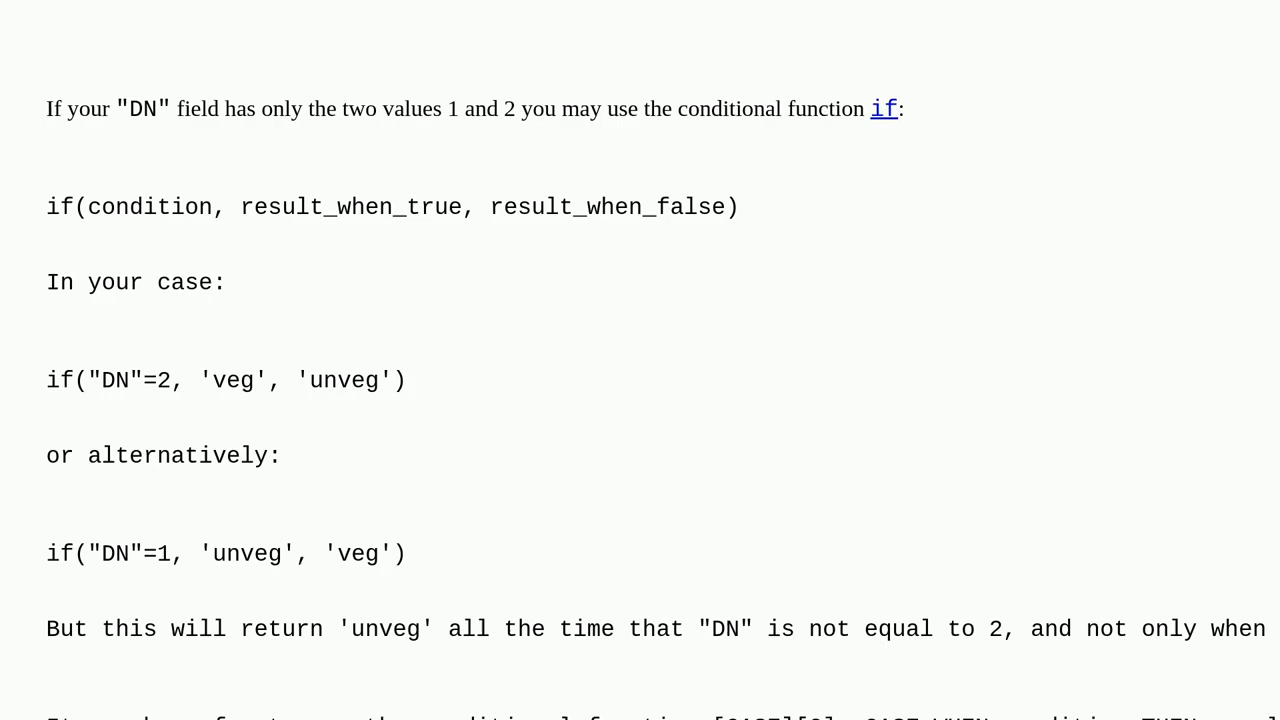 If your "DN" field has only the two values 1 and 2 you may use the conditional function if:
if(condition, result_when_true, result_when_false)
In your case:
if("DN"=2, 'veg', 'unveg')
or alternatively:
if("DN"=1, 'unveg', 'veg')
But this will return 'unveg' all the time that "DN" is not equal to 2, and not only when